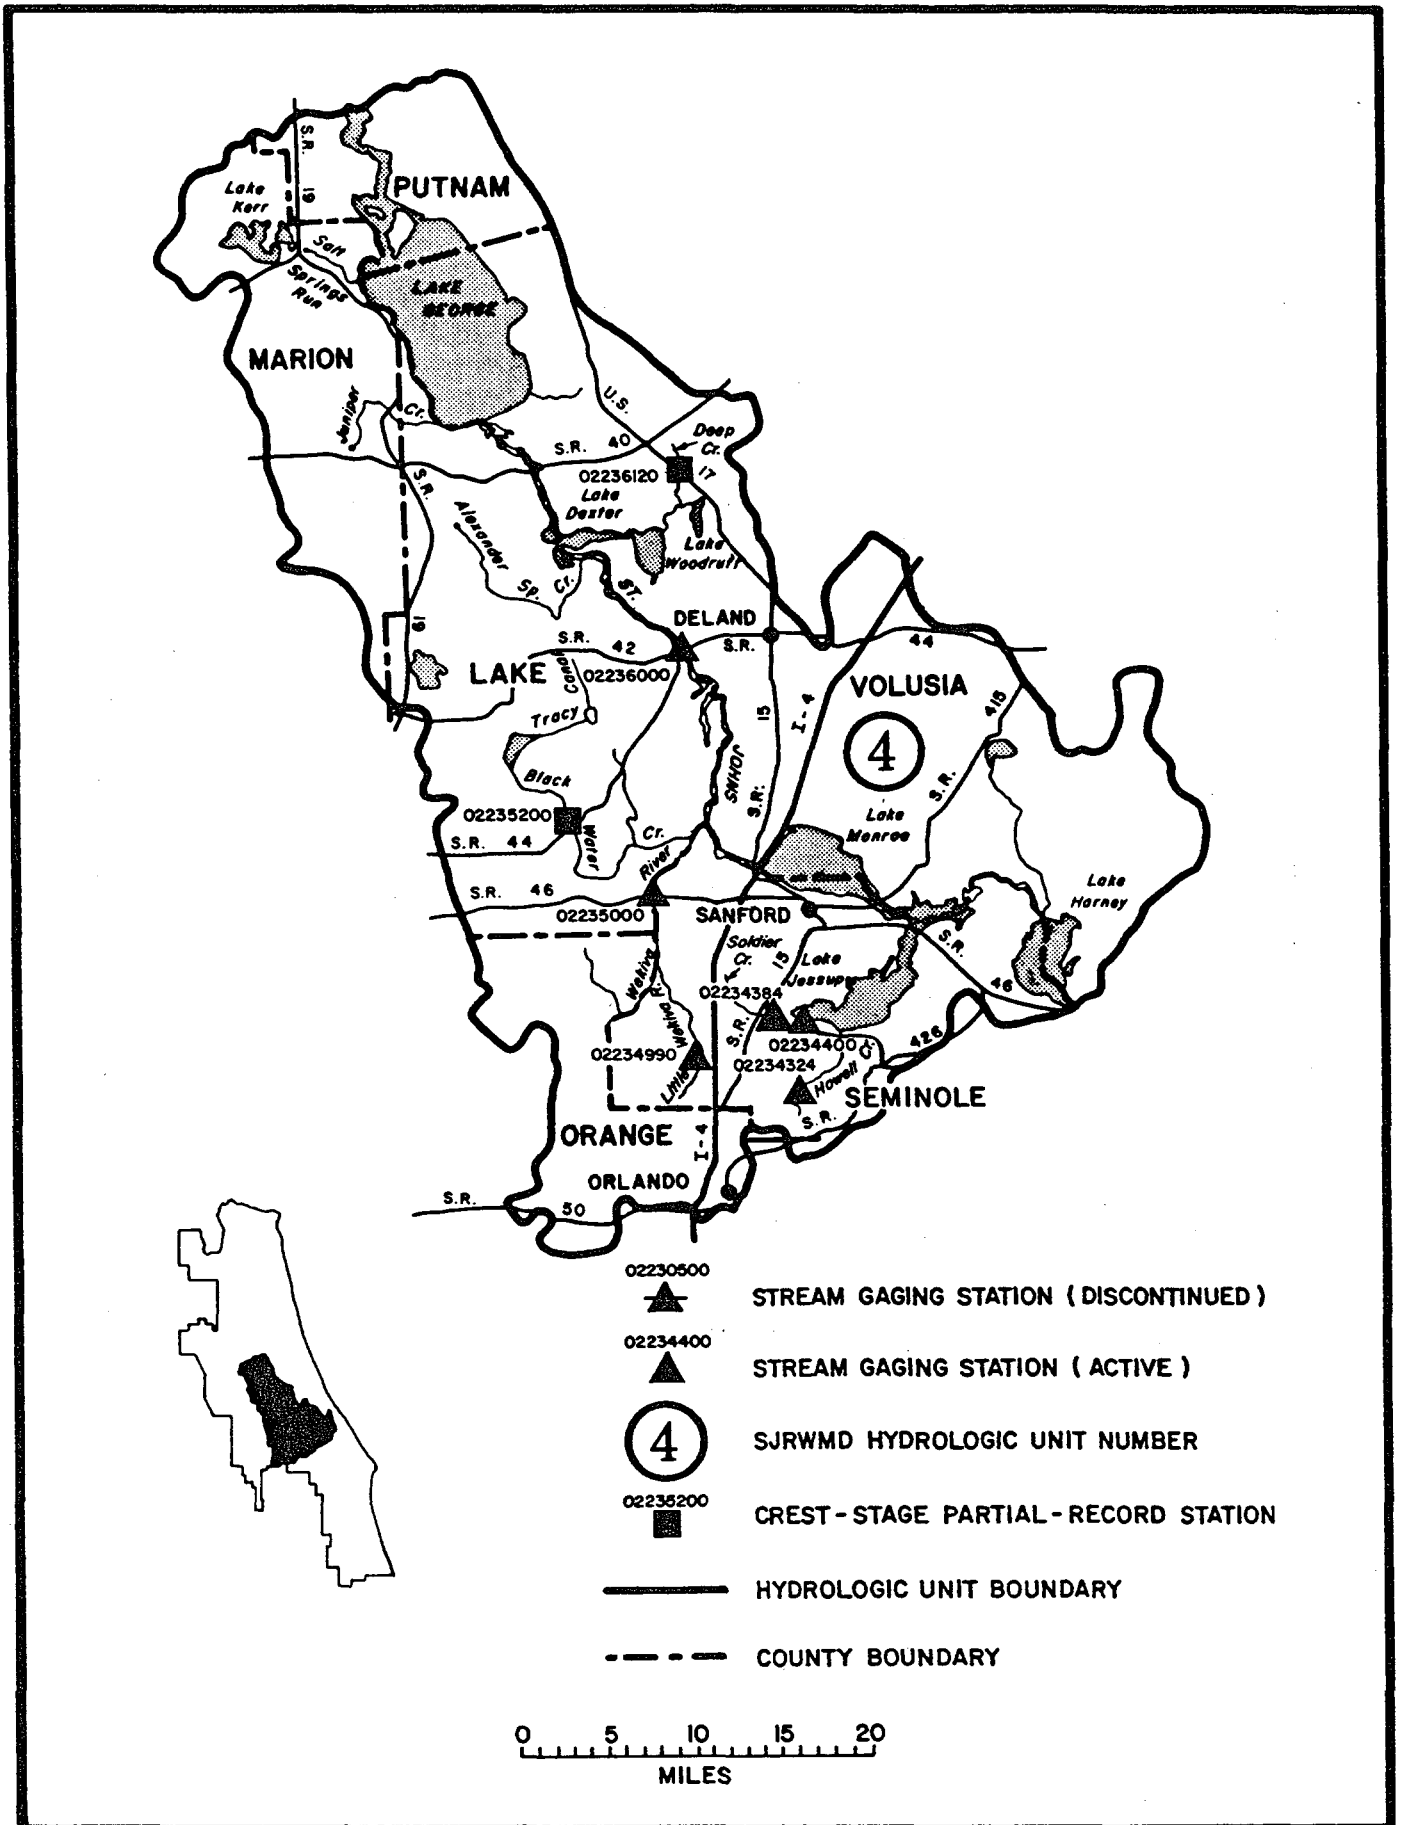 S.R. 19
Lake
Kerr
PUTNAM
Salt
Springs
Run
LAKE
GEORGE
MARION
Juniper
Cr.
U.S.
S.R. 40
Deep
Cr.
17
02236120
S.R.
Lake
Dexter
Alexander
Sp. Cr.
Lake
Woodruff
ST.
DELAND
19
S.R. 42
S.R.
44
LAKE
Canal
02236000
VOLUSIA
415
Tracy
15
I-4
4
JOHNS
Black
S.R.
S.R.
Lake
Monroe
02235200
Water
Cr.
S.R. 44
River
S.R. 46
Lake
Harney
02235000
SANFORD
Soldier
Cr.
15
Lake
Jessup
S.R.
46
Wekiva
R.
02234384
S.R.
Little Wekiva
02234400
426
02234990
02234324
Howell Cr.
SEMINOLE
S.R.
ORANGE
I-4
ORLANDO
S.R. 50
02230500
STREAM GAGING STATION (DISCONTINUED)
02234400
STREAM GAGING STATION (ACTIVE)
4
SJRWMD HYDROLOGIC UNIT NUMBER
02235200
CREST-STAGE PARTIAL-RECORD STATION
HYDROLOGIC UNIT BOUNDARY
COUNTY BOUNDARY
0 5 10 15 20
MILES